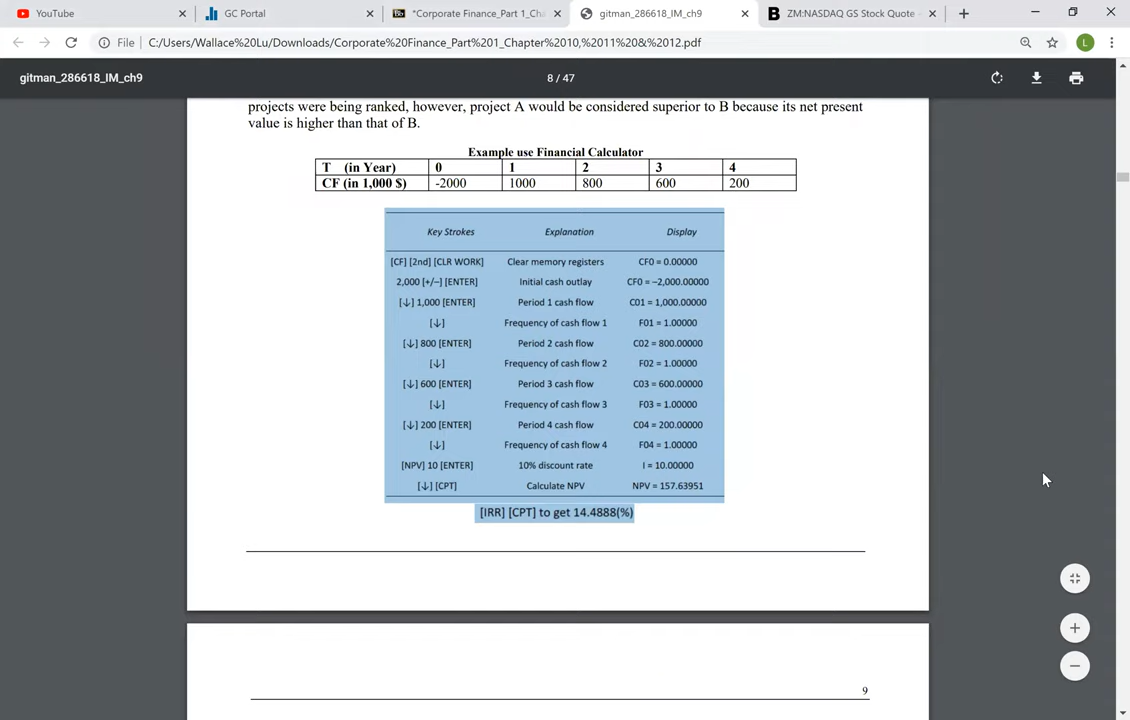 YouTube
GC Portal
*Corporate Finance_Part 1_Cha
gitman_286618_IM_ch9
ZM:NASDAQ GS Stock Quote -
File C:/Users/Wallace%20Lu/Downloads/Corporate%20Finance_Part%201_Chapter%2010,%2011%20&%2012.pdf
L
gitman_286618_IM_ch9
8 / 47
projects were being ranked, however, project A would be considered superior to B because its net present
value is higher than that of B.
Example use Financial Calculator
T (in Year) 0 1 2 3 4
CF (in 1,000 $) -2000 1000 800 600 200
Key Strokes Explanation Display
[CF] [2nd] [CLR WORK] Clear memory registers CF0 = 0.00000
2,000 [+/–] [ENTER] Initial cash outlay CF0 = –2,000.00000
[↓] 1,000 [ENTER] Period 1 cash flow C01 = 1,000.00000
[↓] Frequency of cash flow 1 F01 = 1.00000
[↓] 800 [ENTER] Period 2 cash flow C02 = 800.00000
[↓] Frequency of cash flow 2 F02 = 1.00000
[↓] 600 [ENTER] Period 3 cash flow C03 = 600.00000
[↓] Frequency of cash flow 3 F03 = 1.00000
[↓] 200 [ENTER] Period 4 cash flow C04 = 200.00000
[↓] Frequency of cash flow 4 F04 = 1.00000
[NPV] 10 [ENTER] 10% discount rate I = 10.00000
[↓] [CPT] Calculate NPV NPV = 157.63951
[IRR] [CPT] to get 14.4888(%)
9